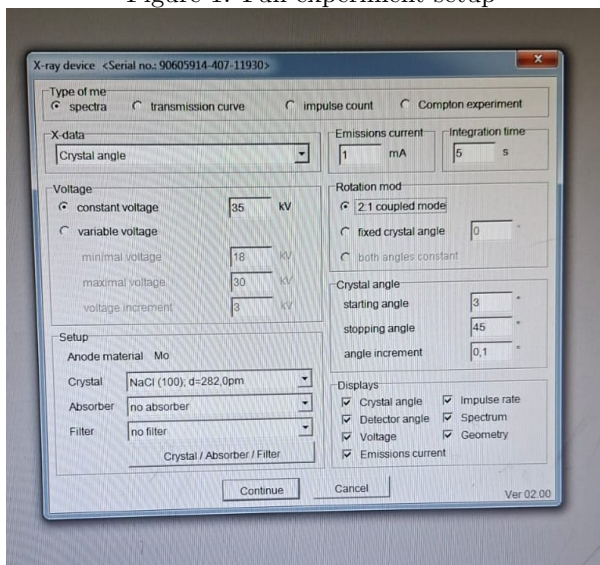 Figure 1: Full experiment setup
X-ray device <Serial no.: 90605914-407-11930>
X
Type of me
spectra transmission curve impulse count Compton experiment
X-data
Crystal angle
Emissions current
1 mA
Integration time
5 s
Voltage
constant voltage 35 kV
variable voltage
minimal voltage 18 kV
maximal voltage 30 kV
voltage increment 3 kV
Rotation mod
2:1 coupled mode
fixed crystal angle 0 °
both angles constant
Crystal angle
starting angle 3 °
stopping angle 45 °
angle increment 0,1 °
Setup
Anode material Mo
Crystal NaCl (100); d=282,0pm
Absorber no absorber
Filter no filter
Crystal / Absorber / Filter
Displays
Crystal angle Impulse rate
Detector angle Spectrum
Voltage Geometry
Emissions current
Continue Cancel
Ver 02.00